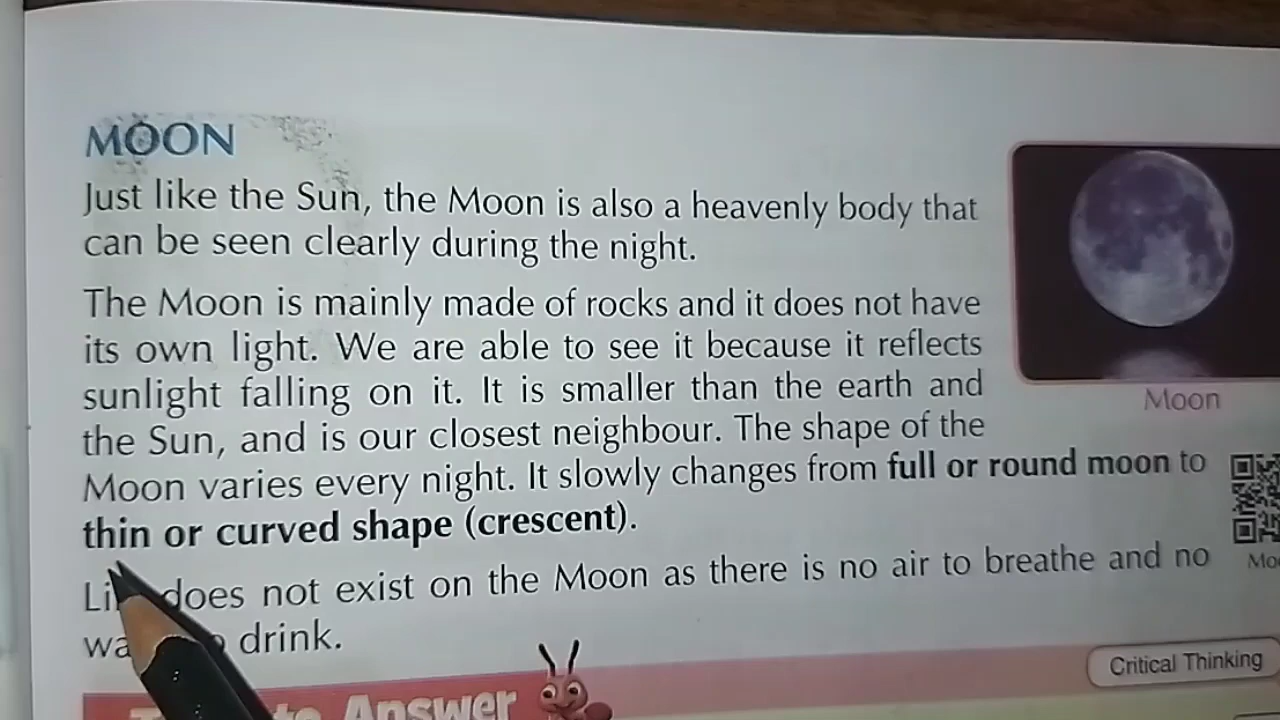 MOON
Just like the Sun, the Moon is also a heavenly body that
can be seen clearly during the night.
The Moon is mainly made of rocks and it does not have
its own light. We are able to see it because it reflects
sunlight falling on it. It is smaller than the earth and
the Sun, and is our closest neighbour. The shape of the
Moon varies every night. It slowly changes from full or round moon to
thin or curved shape (crescent).
does not exist on the Moon as there is no air to breathe and no
drink.
Moon
Critical Thinking
Answer